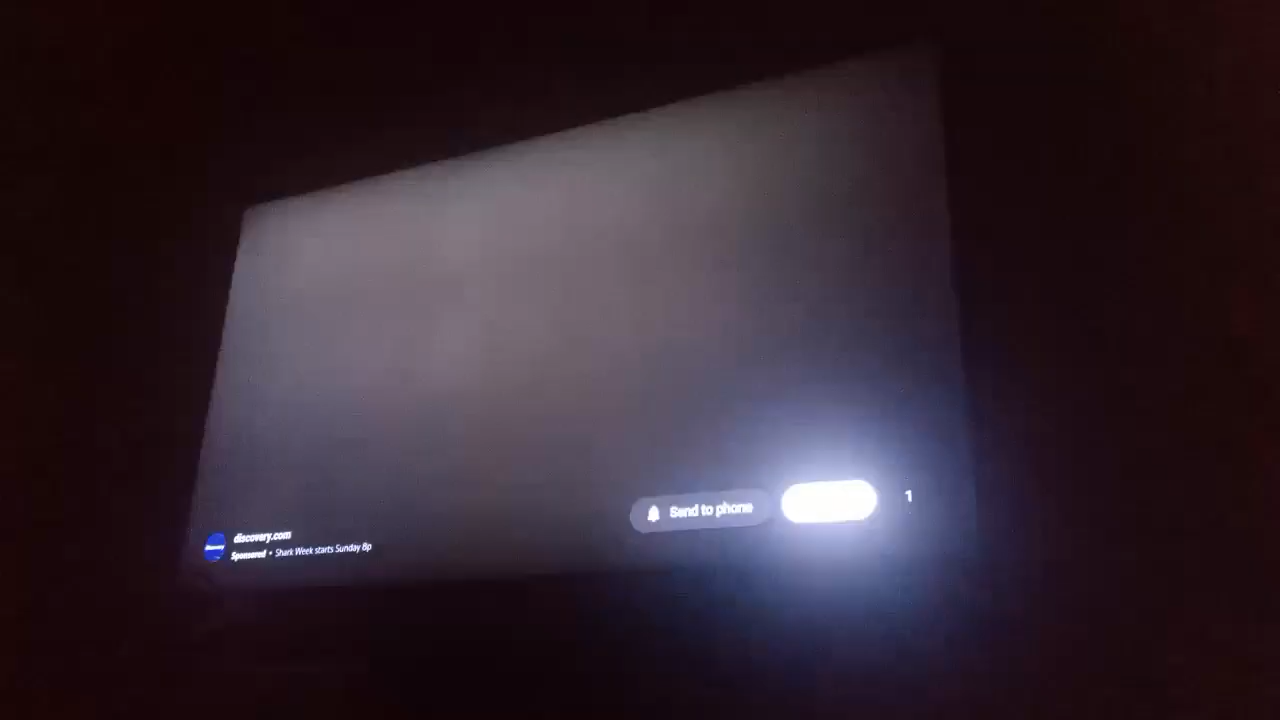 discovery.com
Sponsored • Shark Week starts Sunday 8p
Send to phone
1